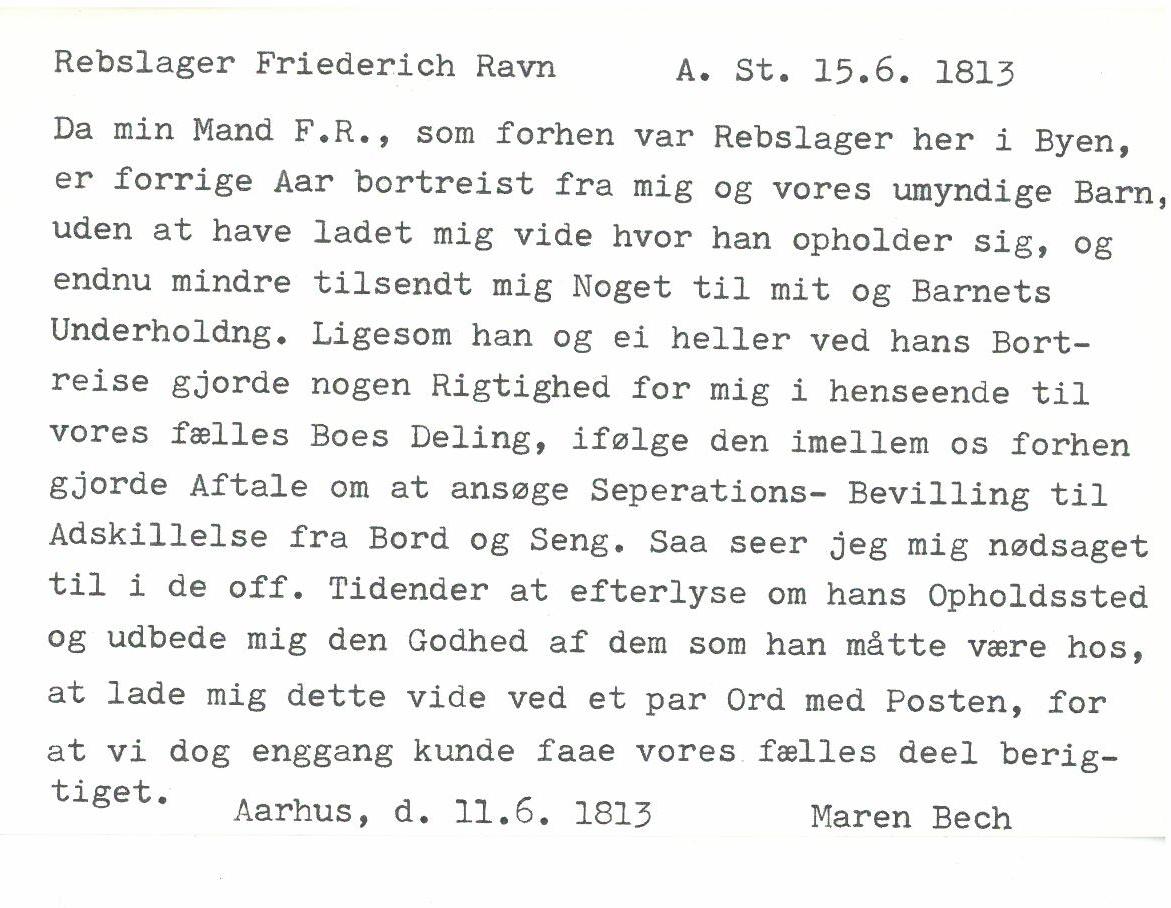 Rebslager Friederich Ravn A. St. 15.6. 1813
Da min Mand F.R., som forhen var Rebslager her i Byen,
er forrige Aar bortreist fra mig og vores umyndige Barn,
uden at have ladet mig vide hvor han opholder sig, og
endnu mindre tilsendt mig Noget til mit og Barnets
Underholdng. Ligesom han og ei heller ved hans Bort-
reise gjorde nogen Rigtighed for mig i henseende til
vores fælles Boes Deling, ifølge den imellem os forhen
gjorde Aftale om at ansøge Seperations- Bevilling til
Adskillelse fra Bord og Seng. Saa seer jeg mig nødsaget
til i de off. Tidender at efterlyse om hans Opholdssted
og udbede mig den Godhed af dem som han måtte være hos,
at lade mig dette vide ved et par Ord med Posten, for
at vi dog enggang kunde faae vores fælles deel berig-
tiget.
Aarhus, d. 11.6. 1813 Maren Bech